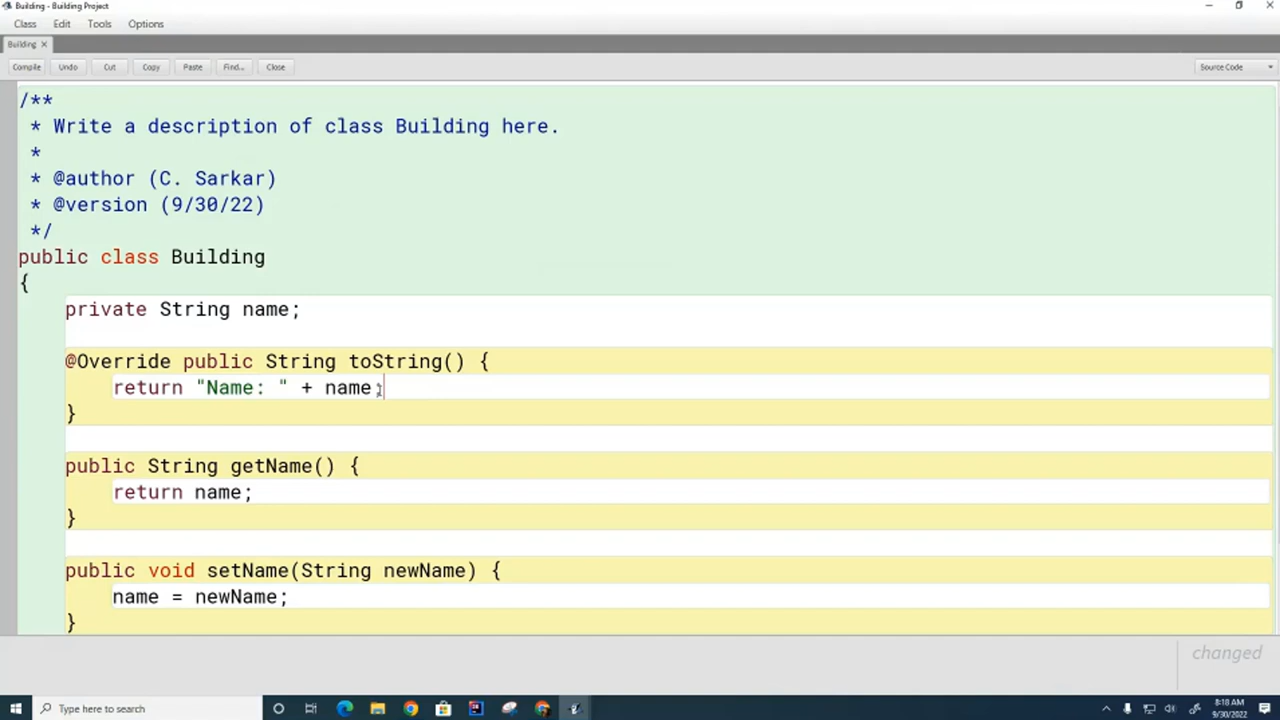 Building - Building Project
Class Edit Tools Options
Building
Compile Undo Cut Copy Paste Find... Close Source Code
/**
* Write a description of class Building here.
*
* @author (C. Sarkar)
* @version (9/30/22)
*/
public class Building
{
private String name;
@Override public String toString() {
return "Name: " + name;
}
public String getName() {
return name;
}
public void setName(String newName) {
name = newName;
}
changed
Type here to search
8:18 AM
9/30/2022